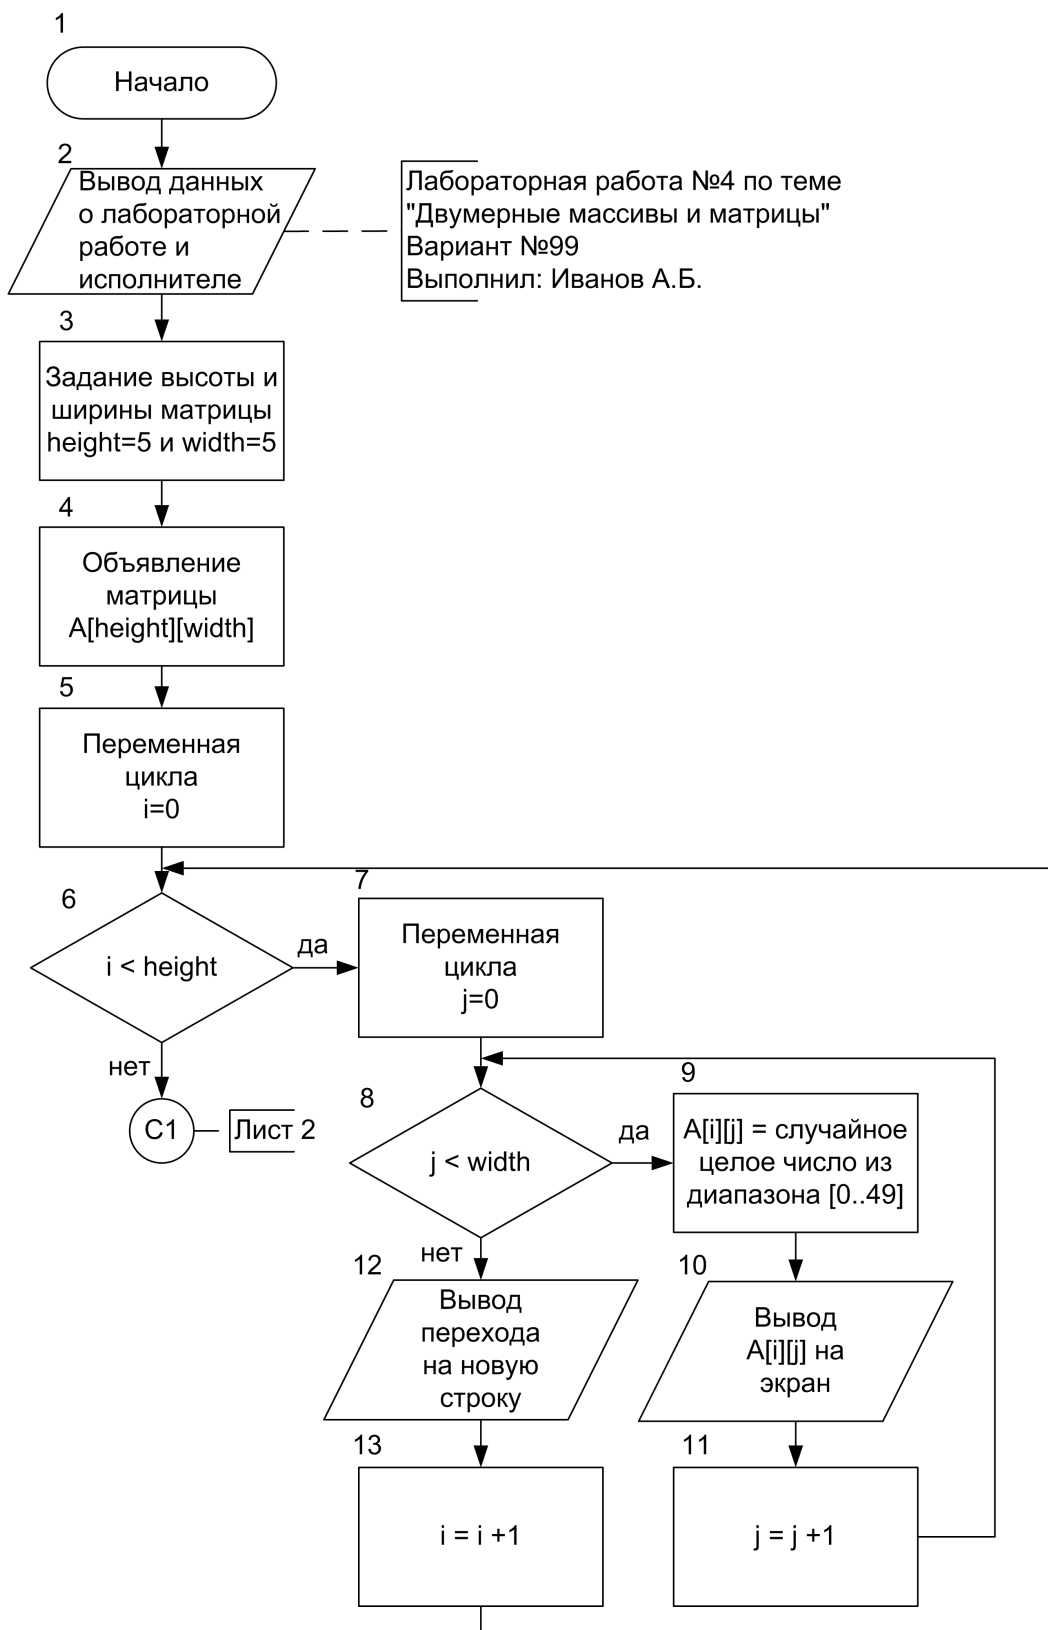 1
Начало
2
Вывод данных
о лабораторной
работе и
исполнителе
Лабораторная работа №4 по теме
"Двумерные массивы и матрицы"
Вариант №99
Выполнил: Иванов А.Б.
3
Задание высоты и
ширины матрицы
height=5 и width=5
4
Объявление
матрицы
A[height][width]
5
Переменная
цикла
i=0
6
i < height
да
нет
C1
Лист 2
7
Переменная
цикла
j=0
8
j < width
да
нет
9
A[i][j] = случайное
целое число из
диапазона [0..49]
10
Вывод
A[i][j] на
экран
11
j = j +1
12
Вывод
перехода
на новую
строку
13
i = i +1